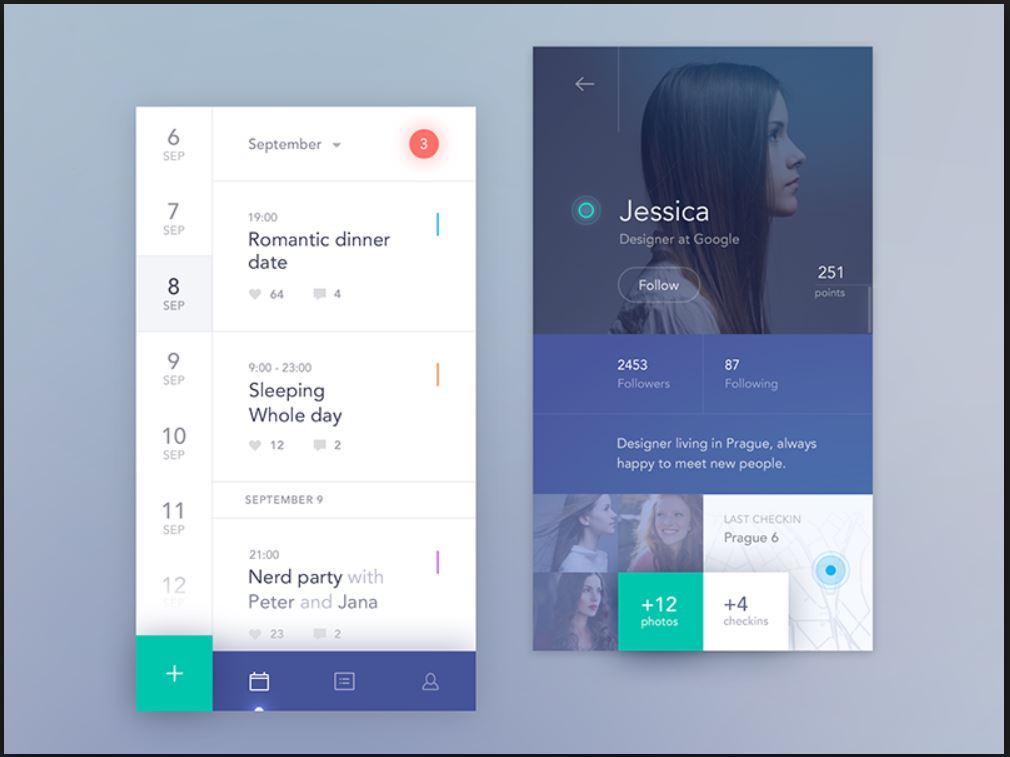 6
SEP
7
SEP
8
SEP
9
SEP
10
SEP
11
SEP
12
SEP
September
3
19:00
Romantic dinner
date
64
4
9:00 - 23:00
Sleeping
Whole day
12
2
SEPTEMBER 9
21:00
Nerd party with
Peter and Jana
23
2
+
Jessica
Designer at Google
Follow
251
points
2453
Followers
87
Following
Designer living in Prague, always
happy to meet new people.
LAST CHECKIN
Prague 6
+12
photos
+4
checkins